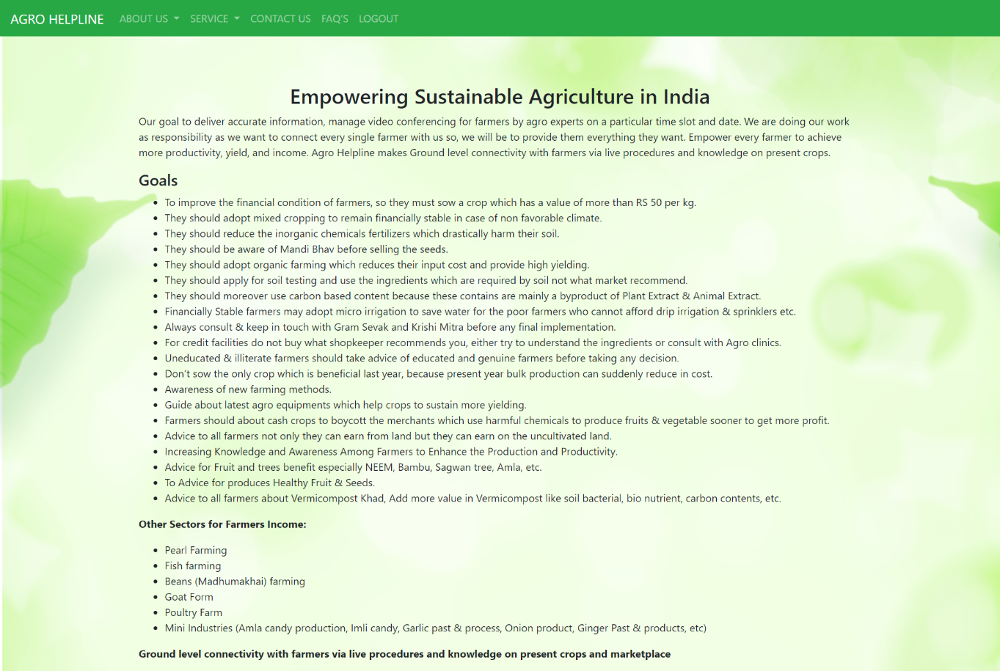 AGRO HELPLINE ABOUT US SERVICE CONTACT US FAQ'S LOGOUT
Empowering Sustainable Agriculture in India
Our goal to deliver accurate information, manage video conferencing for farmers by agro experts on a particular time slot and date. We are doing our work
as responsibility as we want to connect every single farmer with us so, we will be to provide them everything they want. Empower every farmer to achieve
more productivity, yield, and income. Agro Helpline makes Ground level connectivity with farmers via live procedures and knowledge on present crops.
Goals
• To improve the financial condition of farmers, so they must sow a crop which has a value of more than RS 50 per kg.
• They should adopt mixed cropping to remain financially stable in case of non favorable climate.
• They should reduce the inorganic chemicals fertilizers which drastically harm their soil.
• They should be aware of Mandi Bhav before selling the seeds.
• They should adopt organic farming which reduces their input cost and provide high yielding.
• They should apply for soil testing and use the ingredients which are required by soil not what market recommend.
• They should moreover use carbon based content because these contains are mainly a byproduct of Plant Extract & Animal Extract.
• Financially Stable farmers may adopt micro irrigation to save water for the poor farmers who cannot afford drip irrigation & sprinklers etc.
• Always consult & keep in touch with Gram Sevak and Krishi Mitra before any final implementation.
• For credit facilities do not buy what shopkeeper recommends you, either try to understand the ingredients or consult with Agro clinics.
• Uneducated & illiterate farmers should take advice of educated and genuine farmers before taking any decision.
• Don't sow the only crop which is beneficial last year, because present year bulk production can suddenly reduce in cost.
• Awareness of new farming methods.
• Guide about latest agro equipments which help crops to sustain more yielding.
• Farmers should about cash crops to boycott the merchants which use harmful chemicals to produce fruits & vegetable sooner to get more profit.
• Advice to all farmers not only they can earn from land but they can earn on the uncultivated land.
• Increasing Knowledge and Awareness Among Farmers to Enhance the Production and Productivity.
• Advice for Fruit and trees benefit especially NEEM, Bambu, Sagwan tree, Amla, etc.
• To Advice for produces Healthy Fruit & Seeds.
• Advice to all farmers about Vermicompost Khad, Add more value in Vermicompost like soil bacterial, bio nutrient, carbon contents, etc.
Other Sectors for Farmers Income:
• Pearl Farming
• Fish farming
• Beans (Madhumakhai) farming
• Goat Form
• Poultry Farm
• Mini Industries (Amla candy production, Imli candy, Garlic past & process, Onion product, Ginger Past & products, etc)
Ground level connectivity with farmers via live procedures and knowledge on present crops and marketplace